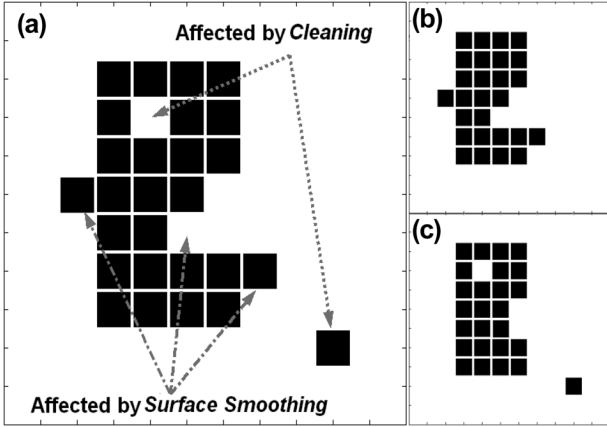 (a)
Affected by Cleaning
(b)
(c)
Affected by Surface Smoothing